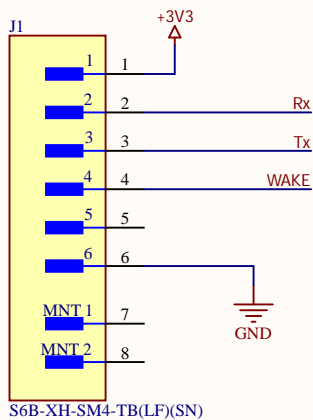 +3V3
J1
1 1
2 2 Rx
3 3 Tx
4 4 WAKE
5 5
6 6
MNT 1 7
GND
MNT 2 8
S6B-XH-SM4-TB(LF)(SN)